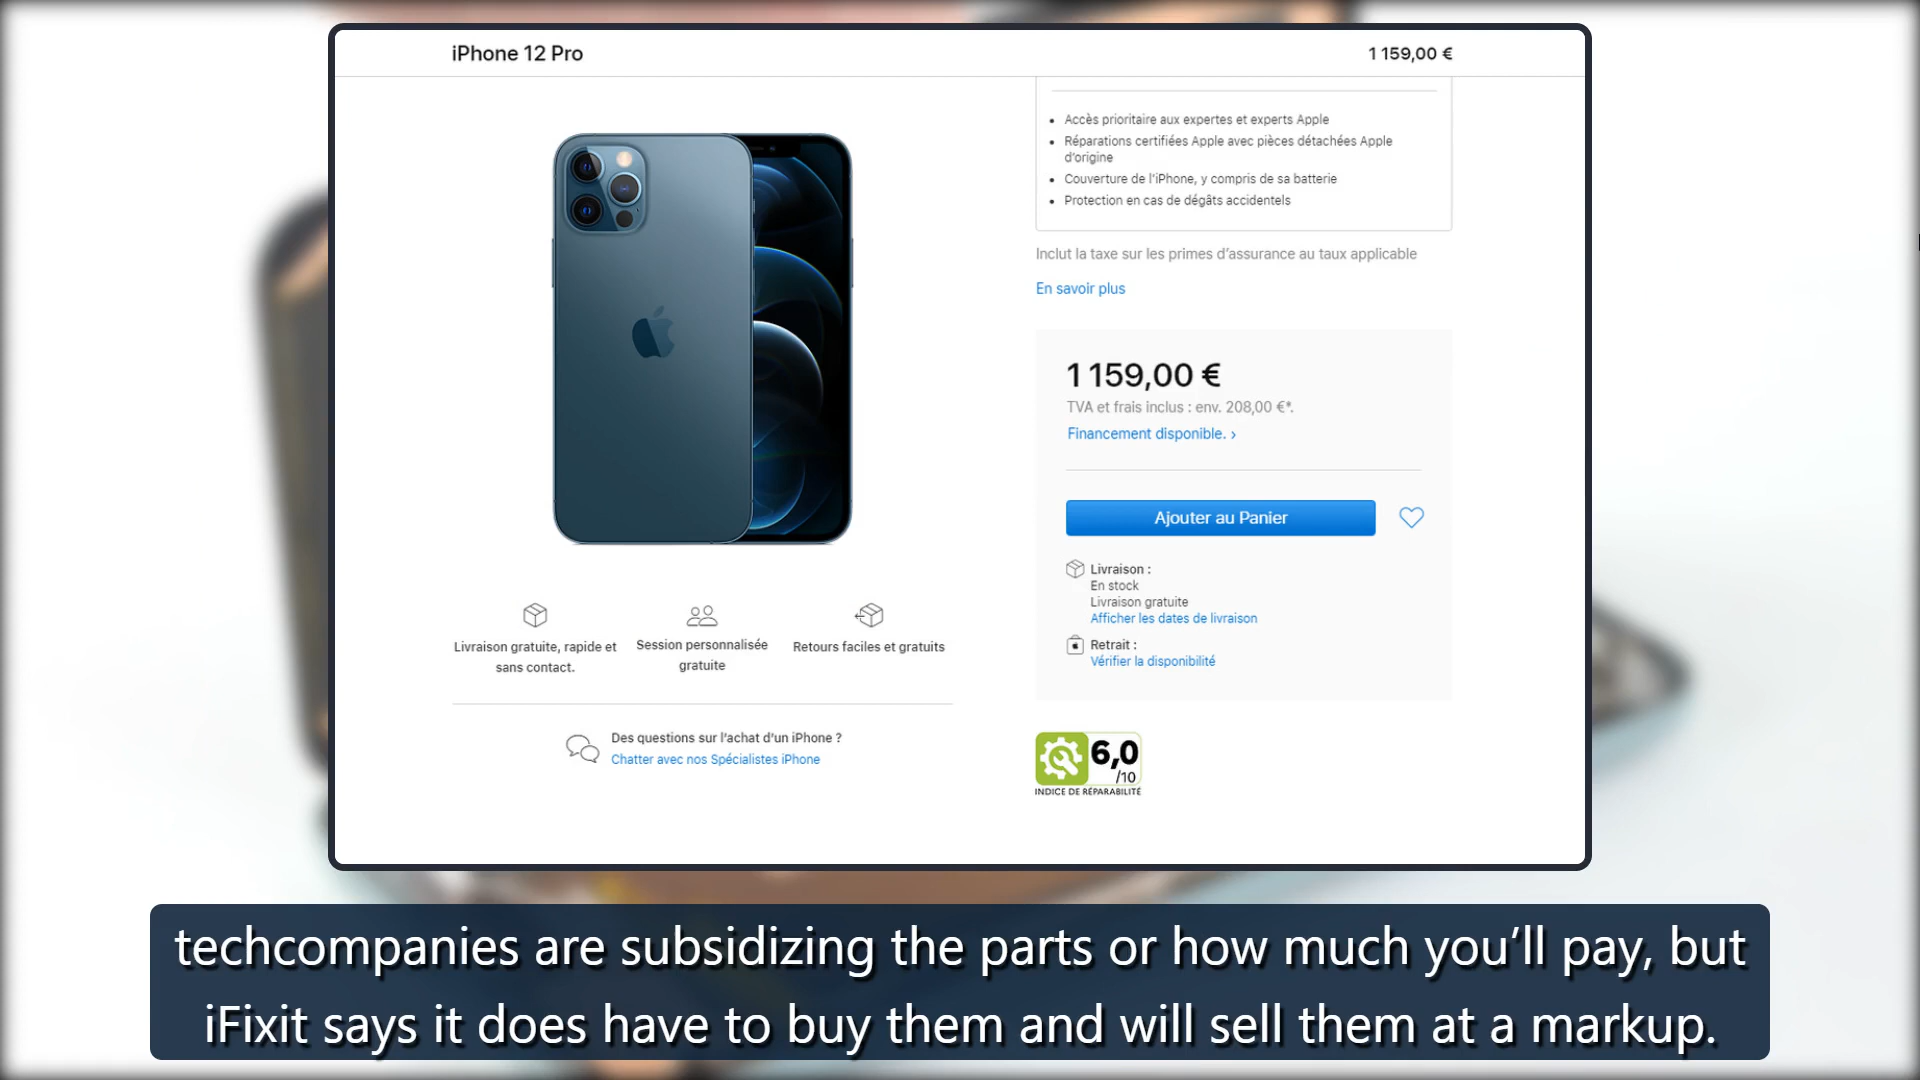 iPhone 12 Pro
1 159,00 €
Accès prioritaire aux expertes et experts Apple
Réparations certifiées Apple avec pièces détachées Apple
d’origine
Couverture de l’iPhone, y compris de sa batterie
Protection en cas de dégâts accidentels
Inclut la taxe sur les primes d’assurance au taux applicable
En savoir plus
1 159,00 €
TVA et frais inclus : env. 208,00 €*.
Financement disponible. ›
Ajouter au Panier
Livraison :
En stock
Livraison gratuite
Afficher les dates de livraison
Retrait :
Vérifier la disponibilité
Livraison gratuite, rapide et
sans contact.
Session personnalisée
gratuite
Retours faciles et gratuits
Des questions sur l’achat d’un iPhone ?
Chatter avec nos Spécialistes iPhone
6,0
/10
INDICE DE RÉPARABILITÉ
techcompanies are subsidizing the parts or how much you’ll pay, but
iFixit says it does have to buy them and will sell them at a markup.